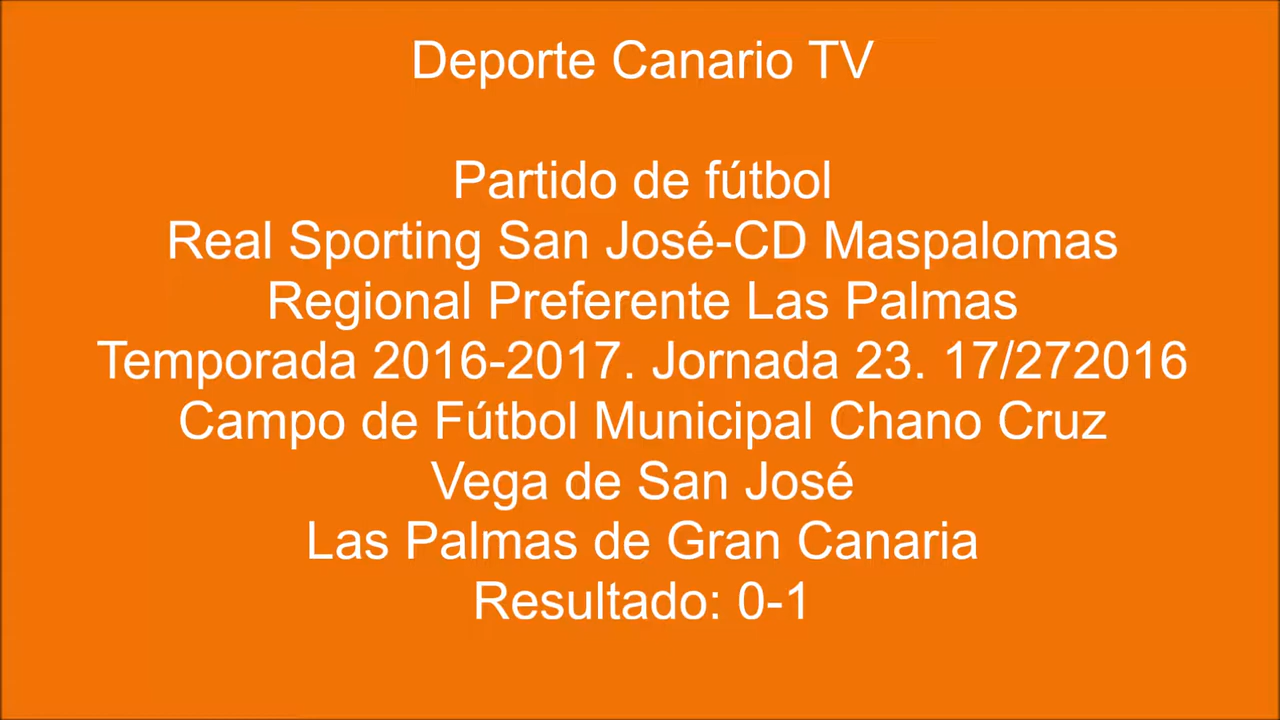 Deporte Canario TV
Partido de fútbol
Real Sporting San José-CD Maspalomas
Regional Preferente Las Palmas
Temporada 2016-2017. Jornada 23. 17/272016
Campo de Fútbol Municipal Chano Cruz
Vega de San José
Las Palmas de Gran Canaria
Resultado: 0-1